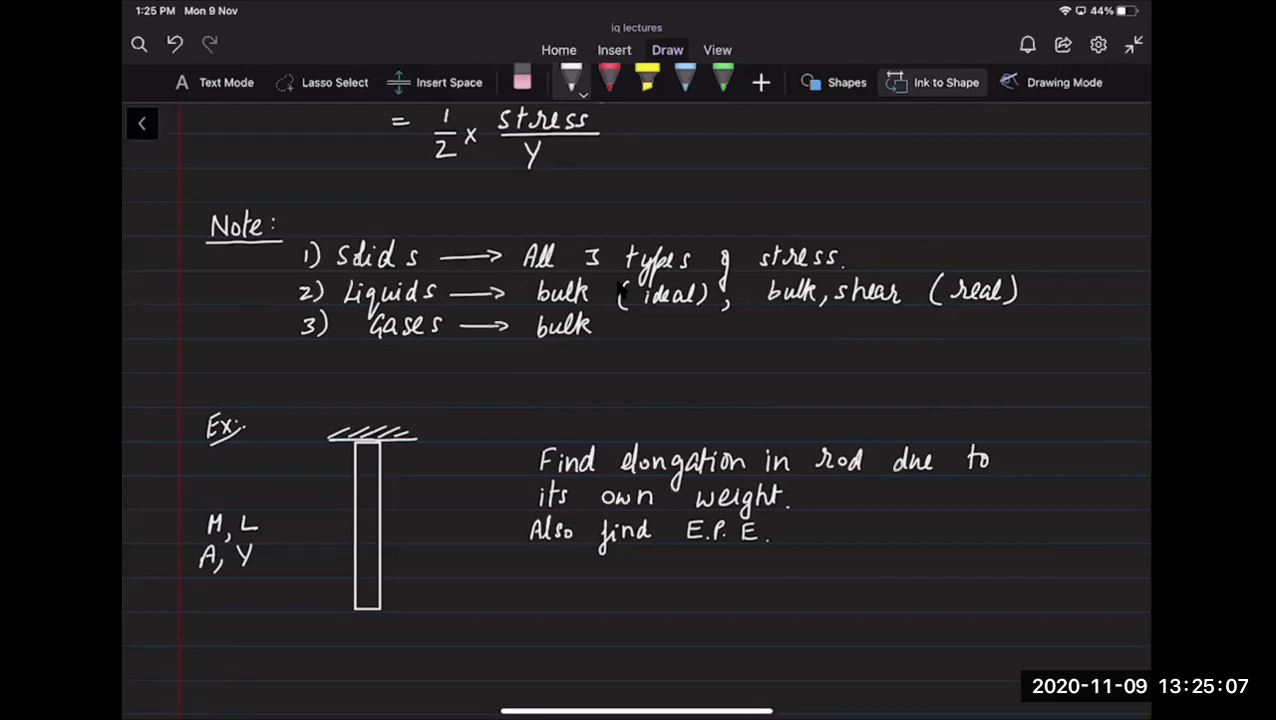 1:25 PM Mon 9 Nov
44%
iq lectures
Home Insert Draw View
Text Mode Lasso Select Insert Space Shapes Ink to Shape Drawing Mode
= 1/2 x stress/Y
Note:
1) Solids → All 3 types of stress.
2) Liquids → bulk (ideal), bulk, shear (real)
3) Gases → bulk
Ex:
Find elongation in rod due to
its own weight.
Also find E.P.E.
M, L
A, Y
2020-11-09 13:25:07